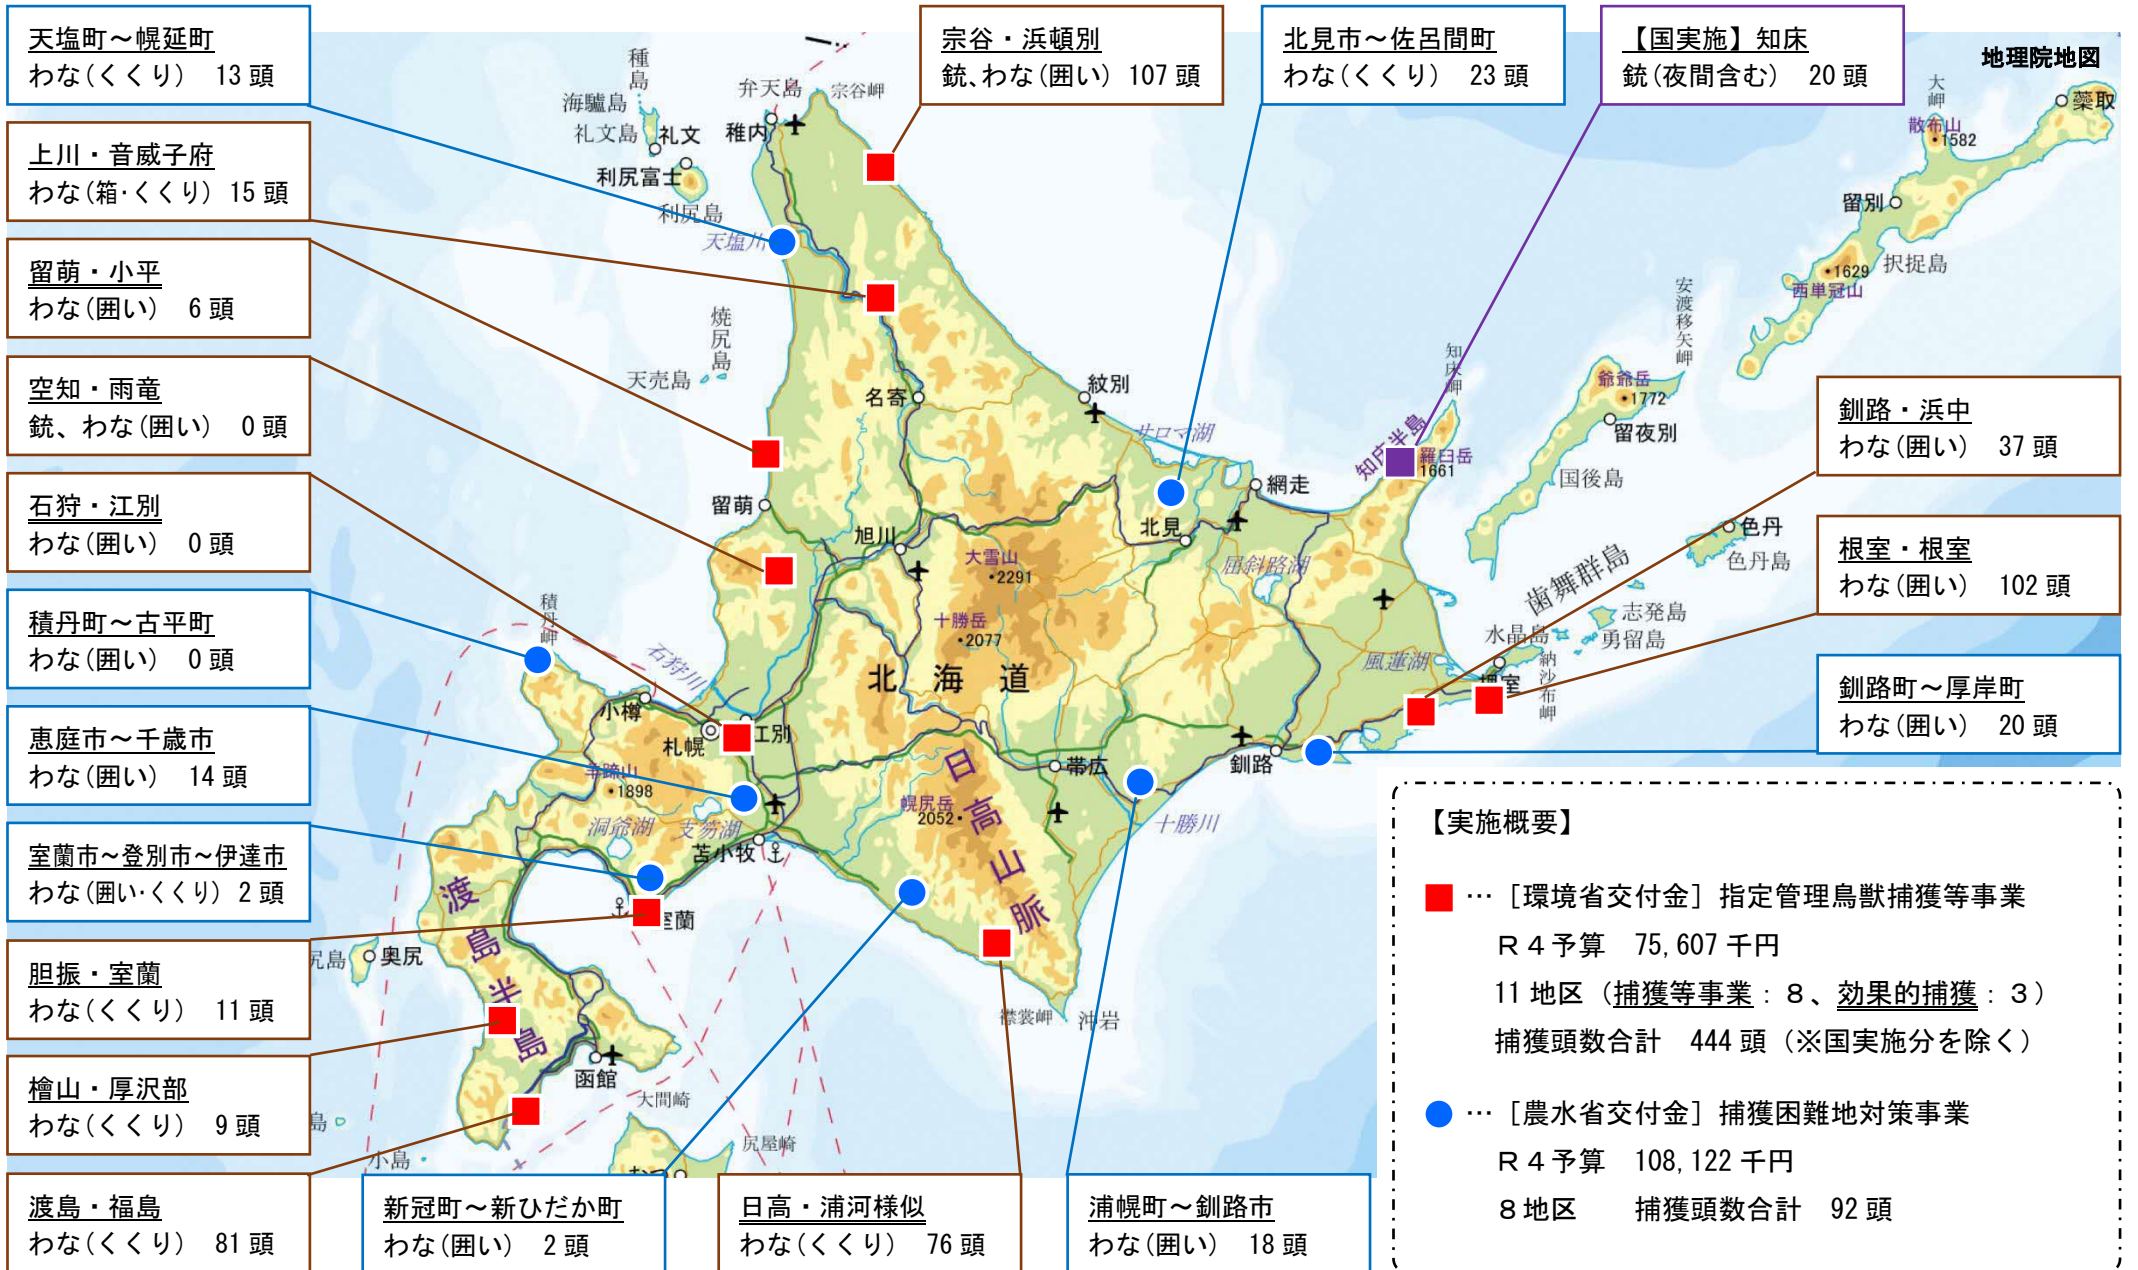 天塩町～幌延町
わな(くくり) 13頭
上川・音威子府
わな(箱・くくり) 15頭
留萌・小平
わな(囲い) 6頭
空知・雨竜
銃、わな(囲い) 0頭
石狩・江別
わな(囲い) 0頭
積丹町～古平町
わな(囲い) 0頭
恵庭市～千歳市
わな(囲い) 14頭
室蘭市～登別市～伊達市
わな(囲い・くくり) 2頭
胆振・室蘭
わな(くくり) 11頭
檜山・厚沢部
わな(くくり) 9頭
渡島・福島
わな(くくり) 81頭
宗谷・浜頓別
銃、わな(囲い) 107頭
北見市～佐呂間町
わな(くくり) 23頭
【国実施】知床
銃(夜間含む) 20頭
地理院地図
釧路・浜中
わな(囲い) 37頭
根室・根室
わな(囲い) 102頭
釧路町～厚岸町
わな(囲い) 20頭
新冠町～新ひだか町
わな(囲い) 2頭
日高・浦河様似
わな(くくり) 76頭
浦幌町～釧路市
わな(囲い) 18頭
種島
海驢島
礼文島
礼文
利尻富士
利尻島
弁天島
宗谷岬
稚内
天塩川
焼尻島
天売島
名寄
紋別
サロマ湖
網走
北見
留萌
旭川
大雪山
2291
十勝岳
2077
屈斜路湖
北海道
知床岬
知床半島
羅臼岳
1661
大岬
散布山
1582
蘂取
留別
択捉島
1629
西単冠山
安渡移矢岬
爺爺岳
1772
留夜別
国後島
色丹
色丹島
歯舞群島
志発島
水晶島
勇留島
納沙布岬
風蓮湖
釧路
帯広
十勝川
日高山脈
幌尻岳
2052
積丹岬
石狩川
小樽
札幌
江別
羊蹄山
1898
洞爺湖
支笏湖
苫小牧
室蘭
渡島半島
尻島
奥尻
函館
大間崎
尻屋崎
小島
島
襟裳岬
沖岩
【実施概要】
…［環境省交付金］指定管理鳥獣捕獲等事業
Ｒ４予算 75,607千円
11地区（捕獲等事業：８、効果的捕獲：３）
捕獲頭数合計 444頭（※国実施分を除く）
…［農水省交付金］捕獲困難地対策事業
Ｒ４予算 108,122千円
８地区 捕獲頭数合計 92頭